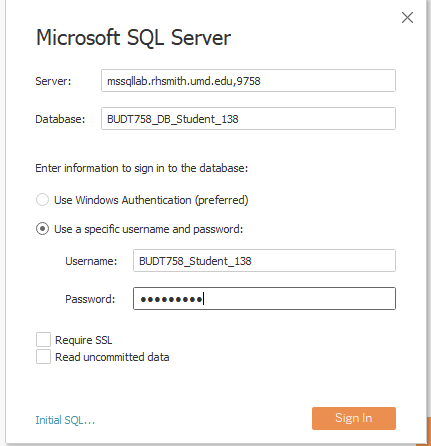 Microsoft SQL Server
Server: mssqllab.rhsmith.umd.edu,9758
Database: BUDT758_DB_Student_138
Enter information to sign in to the database:
Use Windows Authentication (preferred)
Use a specific username and password:
Username: BUDT758_Student_138
Password: •••••••••
Require SSL
Read uncommitted data
Initial SQL...
Sign In